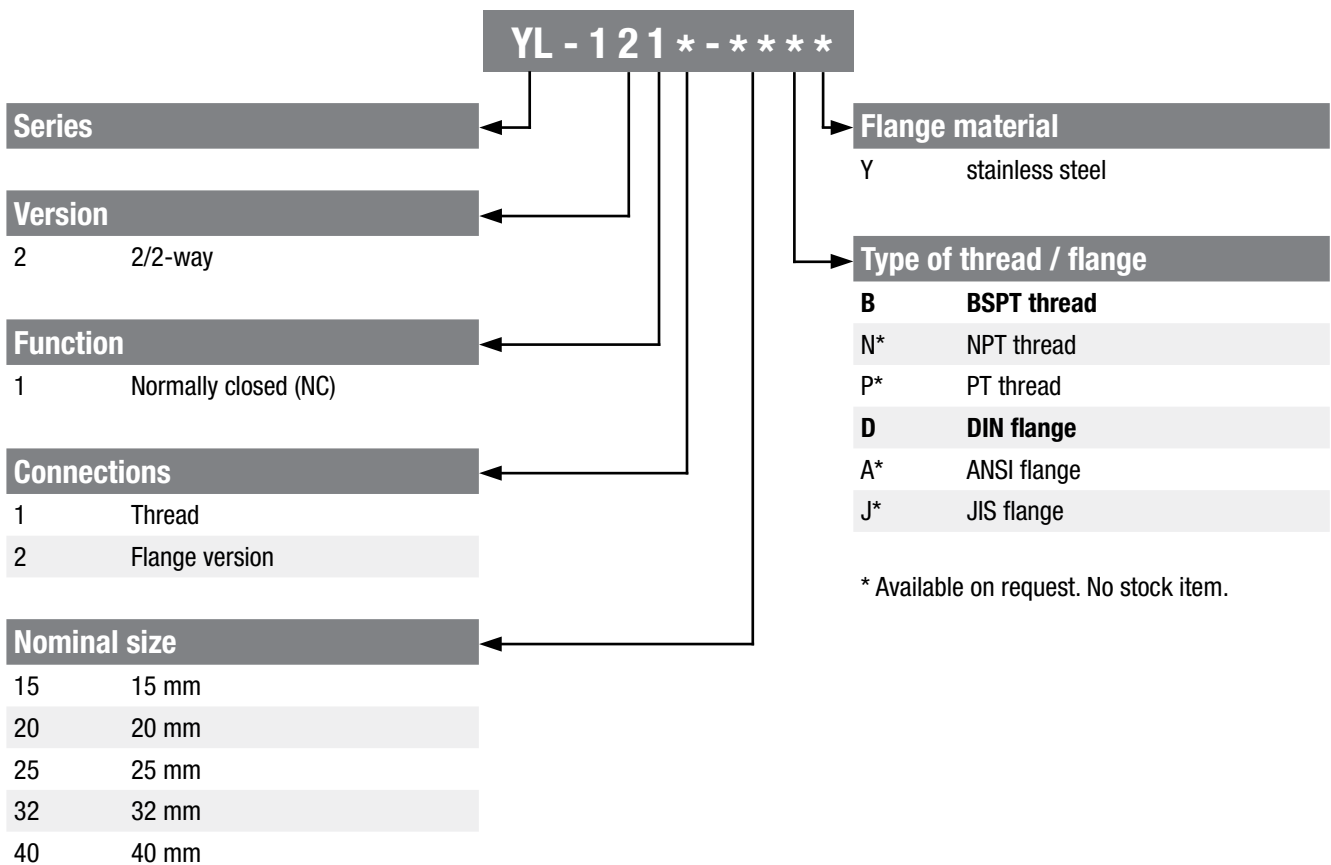 YL - 1 2 1 * - * * * *
Series
Version
2 2/2-way
Function
1 Normally closed (NC)
Connections
1 Thread
2 Flange version
Nominal size
15 15 mm
20 20 mm
25 25 mm
32 32 mm
40 40 mm
Flange material
Y stainless steel
Type of thread / flange
B BSPT thread
N* NPT thread
P* PT thread
D DIN flange
A* ANSI flange
J* JIS flange
* Available on request. No stock item.